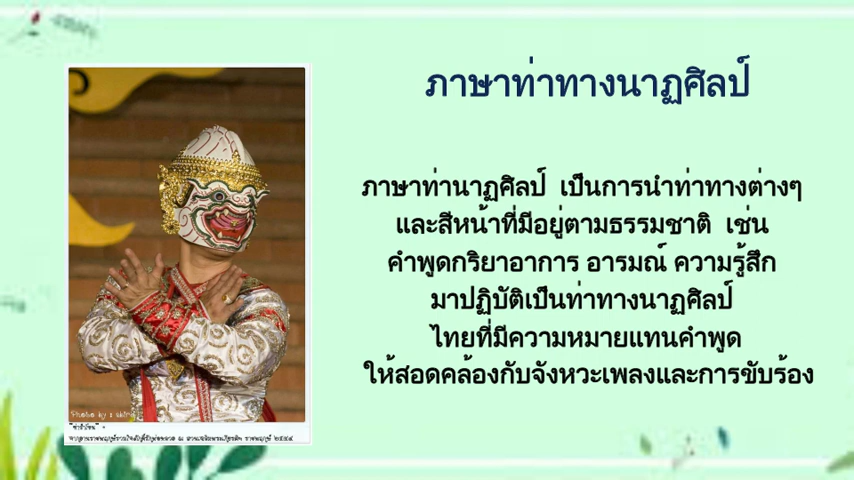 ภาษาท่าทางนาฏศิลป์
ภาษาท่านาฏศิลป์ เป็นการนำท่าทางต่างๆ
และสีหน้าที่มีอยู่ตามธรรมชาติ เช่น
คำพูดกริยาอาการ อารมณ์ ความรู้สึก
มาปฏิบัติเป็นท่าทางนาฏศิลป์
ไทยที่มีความหมายแทนคำพูด
ให้สอดคล้องกับจังหวะเพลงและการขับร้อง
Photo by :